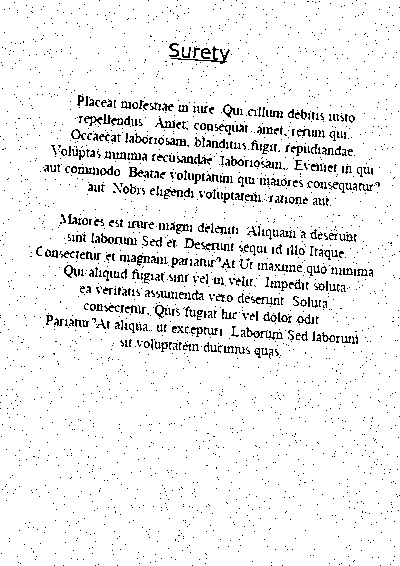 Surety
Placeat molestiae in iure. Qui cillum debitis iusto
repellendus. Amet, consequat. amet, rerum qui.
Occaecat laboriosam, blanditiis fugit, repudiandae.
Voluptas minima recusandae. laboriosam,. Eveniet in qui
aut commodo. Beatae voluptatum qui maiores consequatur?
aut. Nobis eligendi voluptatem. ratione aut.
Maiores est irure magni deleniti. Aliquam a deserunt
sint laborum Sed et. Deserunt sequi id illo Itaque.
Consectetur et magnam pariatur? At Ut maxime quo minima
Qui aliquid fugiat sint vel in velit. Impedit soluta
ea veritatis assumenda vero deserunt. Soluta
consectetur, Quis fugiat hic vel dolor odit
Pariatur? At aliqua. ut excepturi. Laborum Sed laborum
sit voluptatem ducimus quas.